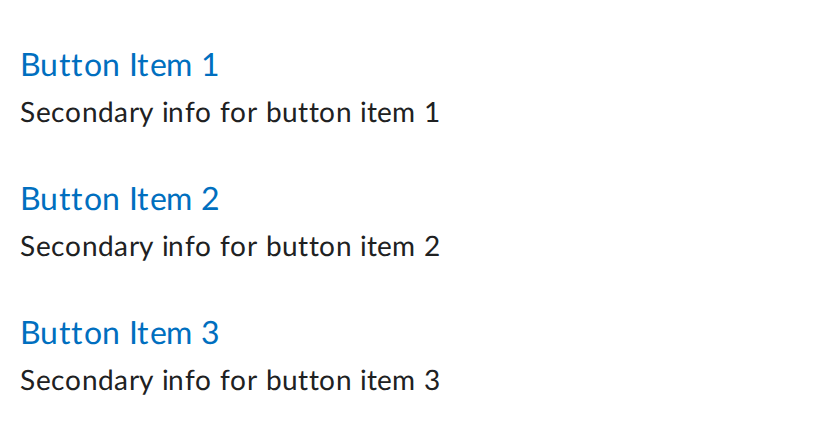 Button Item 1
Secondary info for button item 1
Button Item 2
Secondary info for button item 2
Button Item 3
Secondary info for button item 3